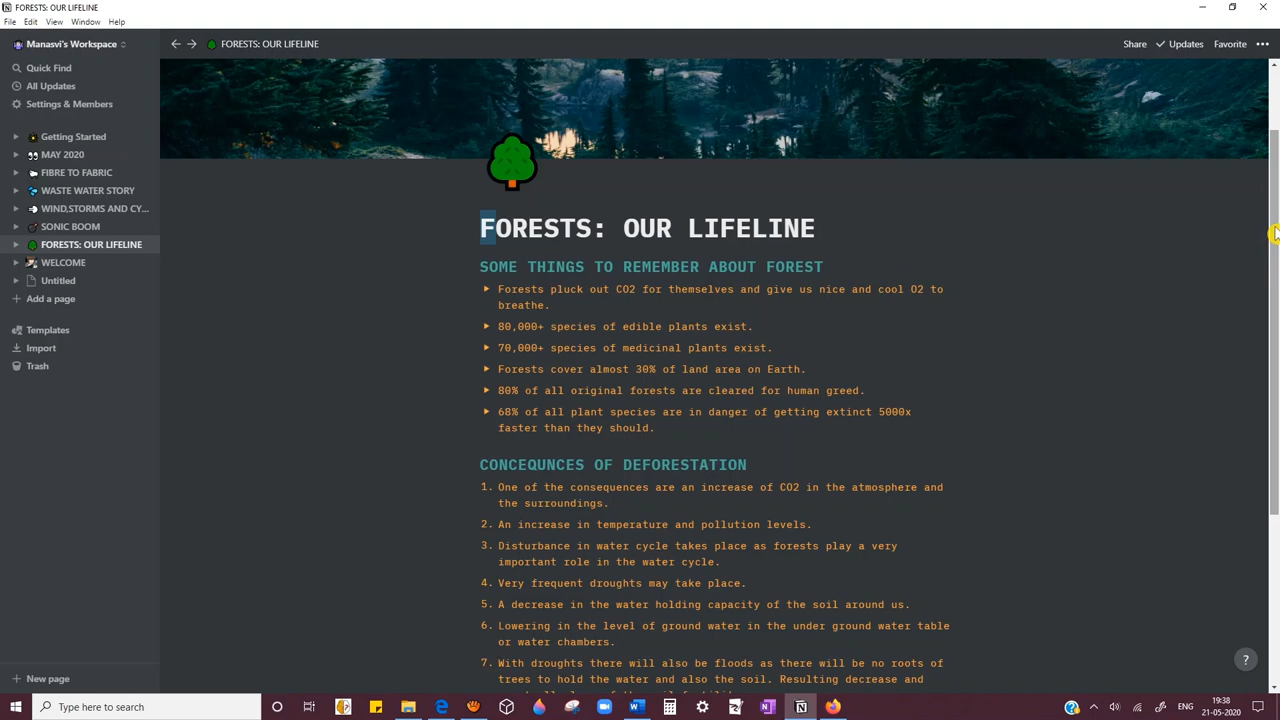 FORESTS: OUR LIFELINE
File Edit View Window Help
Manasvi's Workspace
FORESTS: OUR LIFELINE
Share Updates Favorite
Quick Find
All Updates
Settings & Members
Getting Started
MAY 2020
FIBRE TO FABRIC
WASTE WATER STORY
WIND,STORMS AND CY...
SONIC BOOM
FORESTS: OUR LIFELINE
WELCOME
Untitled
Add a page
Templates
Import
Trash
New page
FORESTS: OUR LIFELINE
SOME THINGS TO REMEMBER ABOUT FOREST
Forests pluck out CO2 for themselves and give us nice and cool O2 to
breathe.
80,000+ species of edible plants exist.
70,000+ species of medicinal plants exist.
Forests cover almost 30% of land area on Earth.
80% of all original forests are cleared for human greed.
68% of all plant species are in danger of getting extinct 5000x
faster than they should.
CONCEQUNCES OF DEFORESTATION
1. One of the consequences are an increase of CO2 in the atmosphere and
the surroundings.
2. An increase in temperature and pollution levels.
3. Disturbance in water cycle takes place as forests play a very
important role in the water cycle.
4. Very frequent droughts may take place.
5. A decrease in the water holding capacity of the soil around us.
6. Lowering in the level of ground water in the under ground water table
or water chambers.
7. With droughts there will also be floods as there will be no roots of
trees to hold the water and also the soil. Resulting decrease and
?
Type here to search
ENG
19:38
21-05-2020